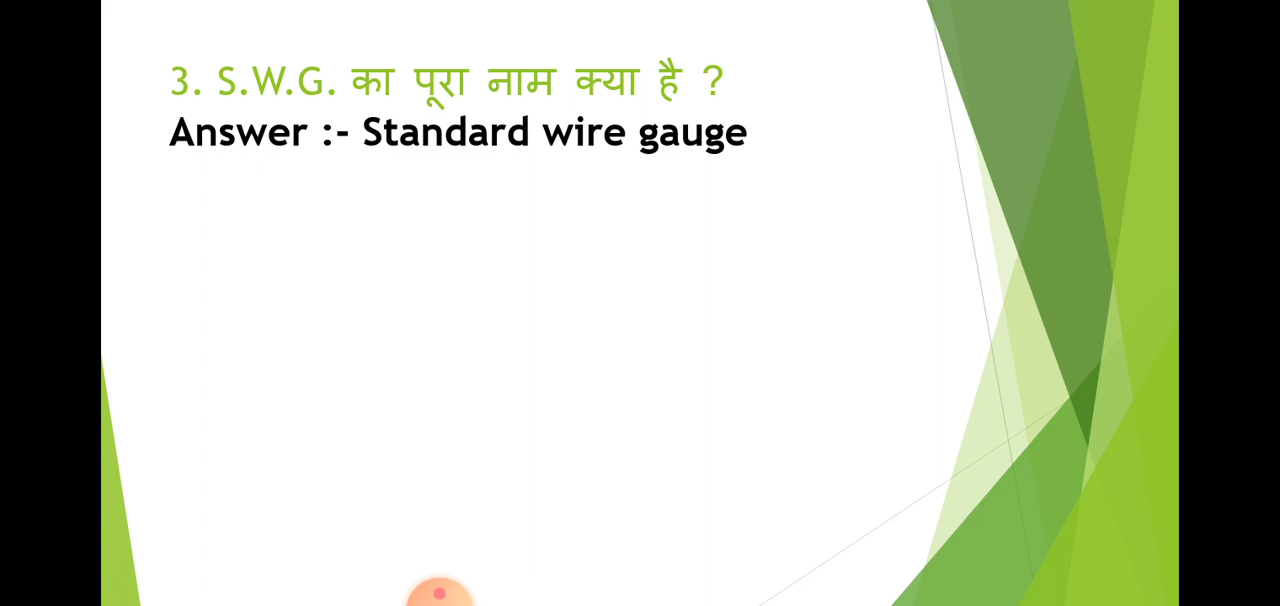 3. S.W.G. का पूरा नाम क्या है ?
Answer :- Standard wire gauge